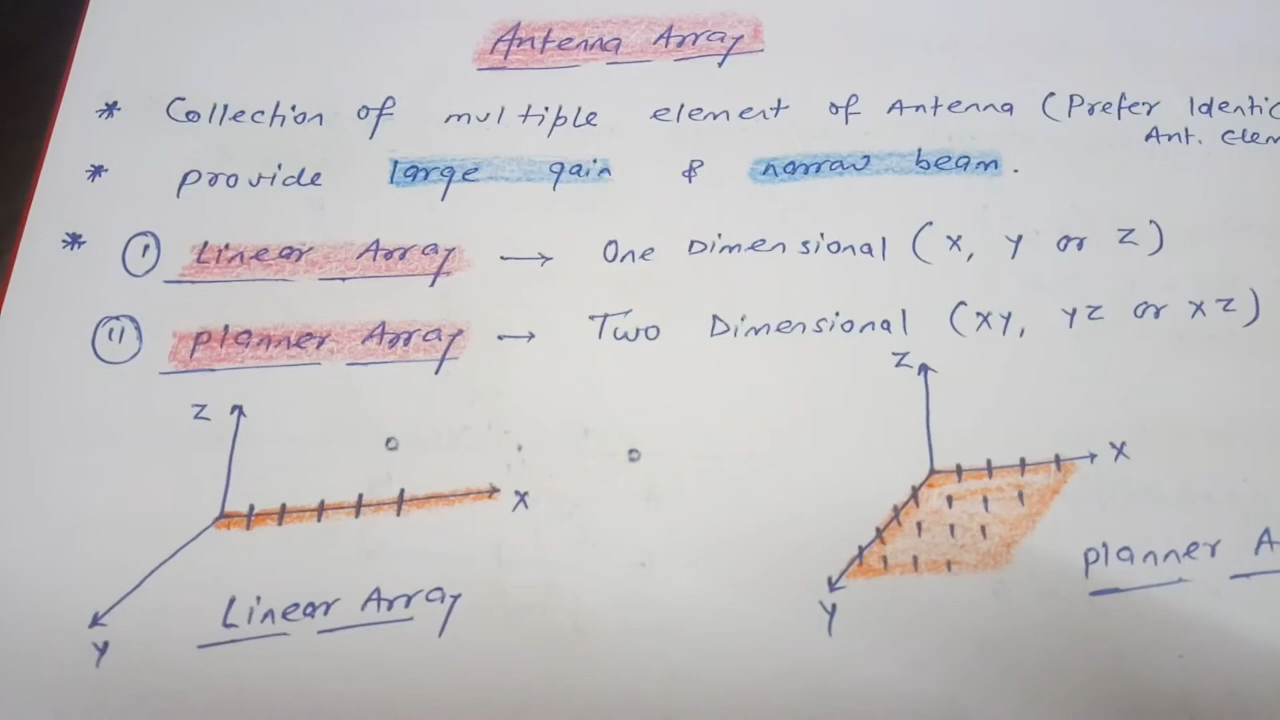 Antenna Array
* Collection of multiple element of Antenna (Prefer Identic
Ant. Elem
* provide large gain & narrow beam.
* (I) Linear Array → One Dimensional (X, Y or Z)
(II) planner Array → Two Dimensional (XY, YZ or XZ)
Z
X
Y
Linear Array
Z
X
Y
planner A